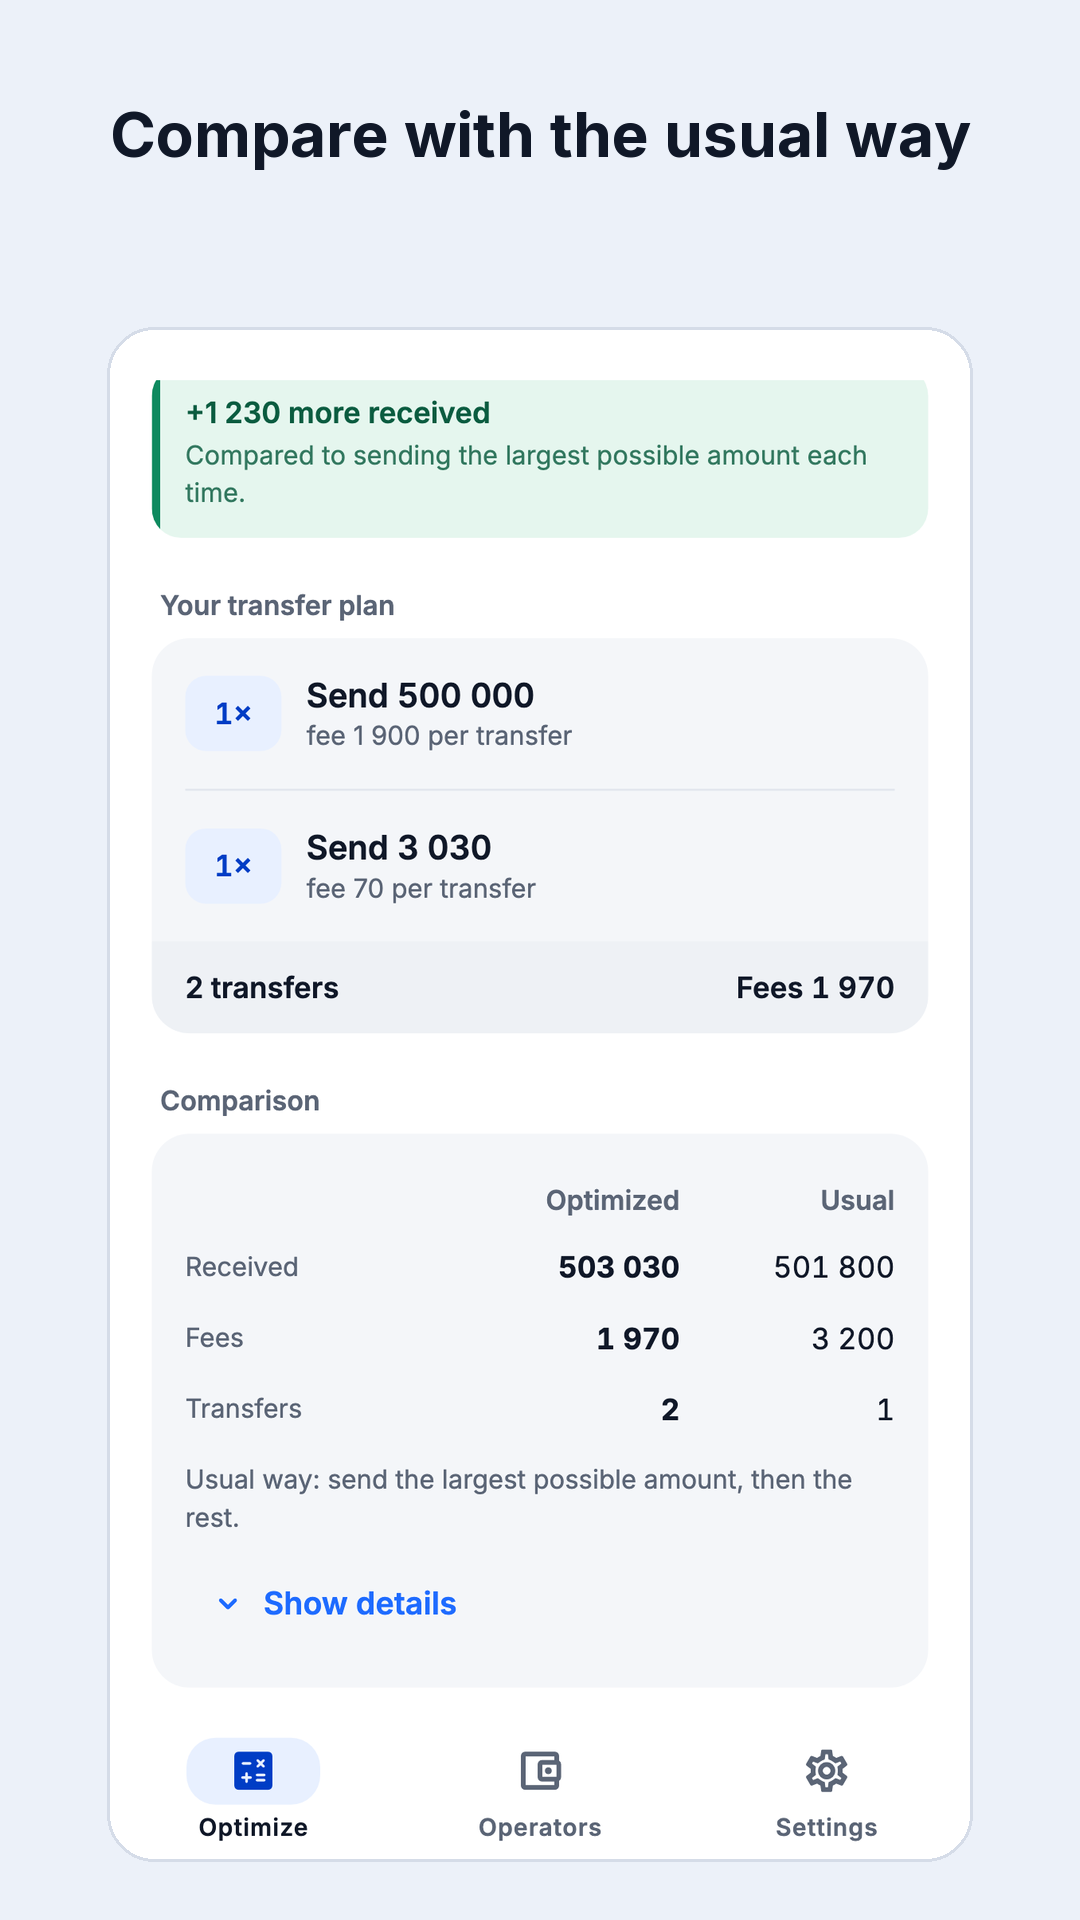 Compare with the usual way
+1 230 more received
Compared to sending the largest possible amount each
time.
Your transfer plan
1×
Send 500 000
fee 1 900 per transfer
1×
Send 3 030
fee 70 per transfer
2 transfers Fees 1 970
Comparison
Optimized Usual
Received 503 030 501 800
Fees 1 970 3 200
Transfers 2 1
Usual way: send the largest possible amount, then the
rest.
Show details
Optimize Operators Settings